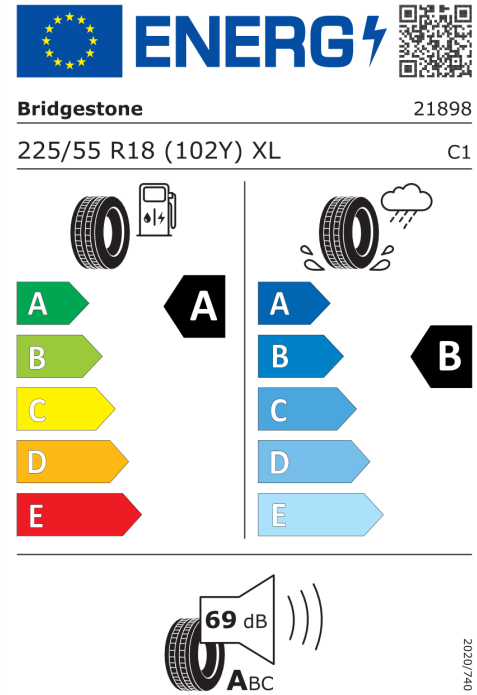 ENERG
Bridgestone 21898
225/55 R18 (102Y) XL C1
A A
B
C
D
E
A
B B
C
D
E
69 dB
ABC
2020/740